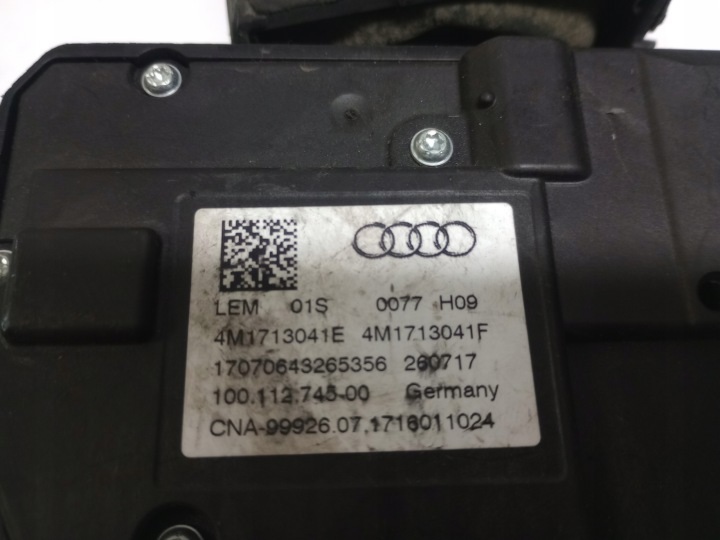 LEM 01S 0077 H09
4M1713041E 4M1713041F
17070643265356 260717
100.112.745-00 Germany
CNA-99926.07.1716011024